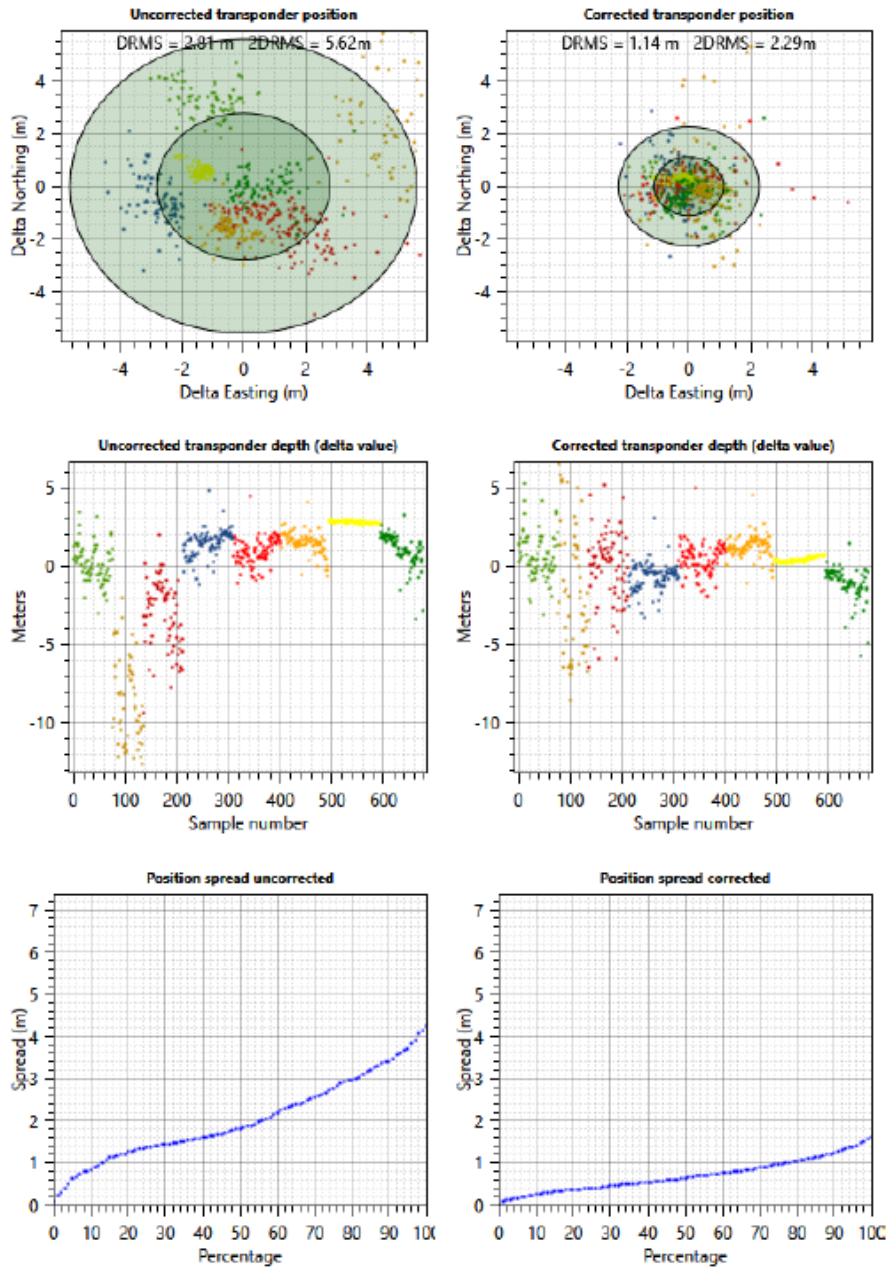 Uncorrected transponder position
DRMS = 2.81 m 2DRMS = 5.62m
4
2
0
-2
-4
Delta Northing (m)
-4 -2 0 2 4
Delta Easting (m)
Corrected transponder position
DRMS = 1.14 m 2DRMS = 2.29m
4
2
0
-2
-4
Delta Northing (m)
-4 -2 0 2 4
Delta Easting (m)
Uncorrected transponder depth (delta value)
5
0
-5
-10
Meters
0 100 200 300 400 500 600
Sample number
Corrected transponder depth (delta value)
5
0
-5
-10
Meters
0 100 200 300 400 500 600
Sample number
Position spread uncorrected
7
6
5
4
3
2
1
0
Spread (m)
0 10 20 30 40 50 60 70 80 90 100
Percentage
Position spread corrected
7
6
5
4
3
2
1
0
Spread (m)
0 10 20 30 40 50 60 70 80 90 100
Percentage